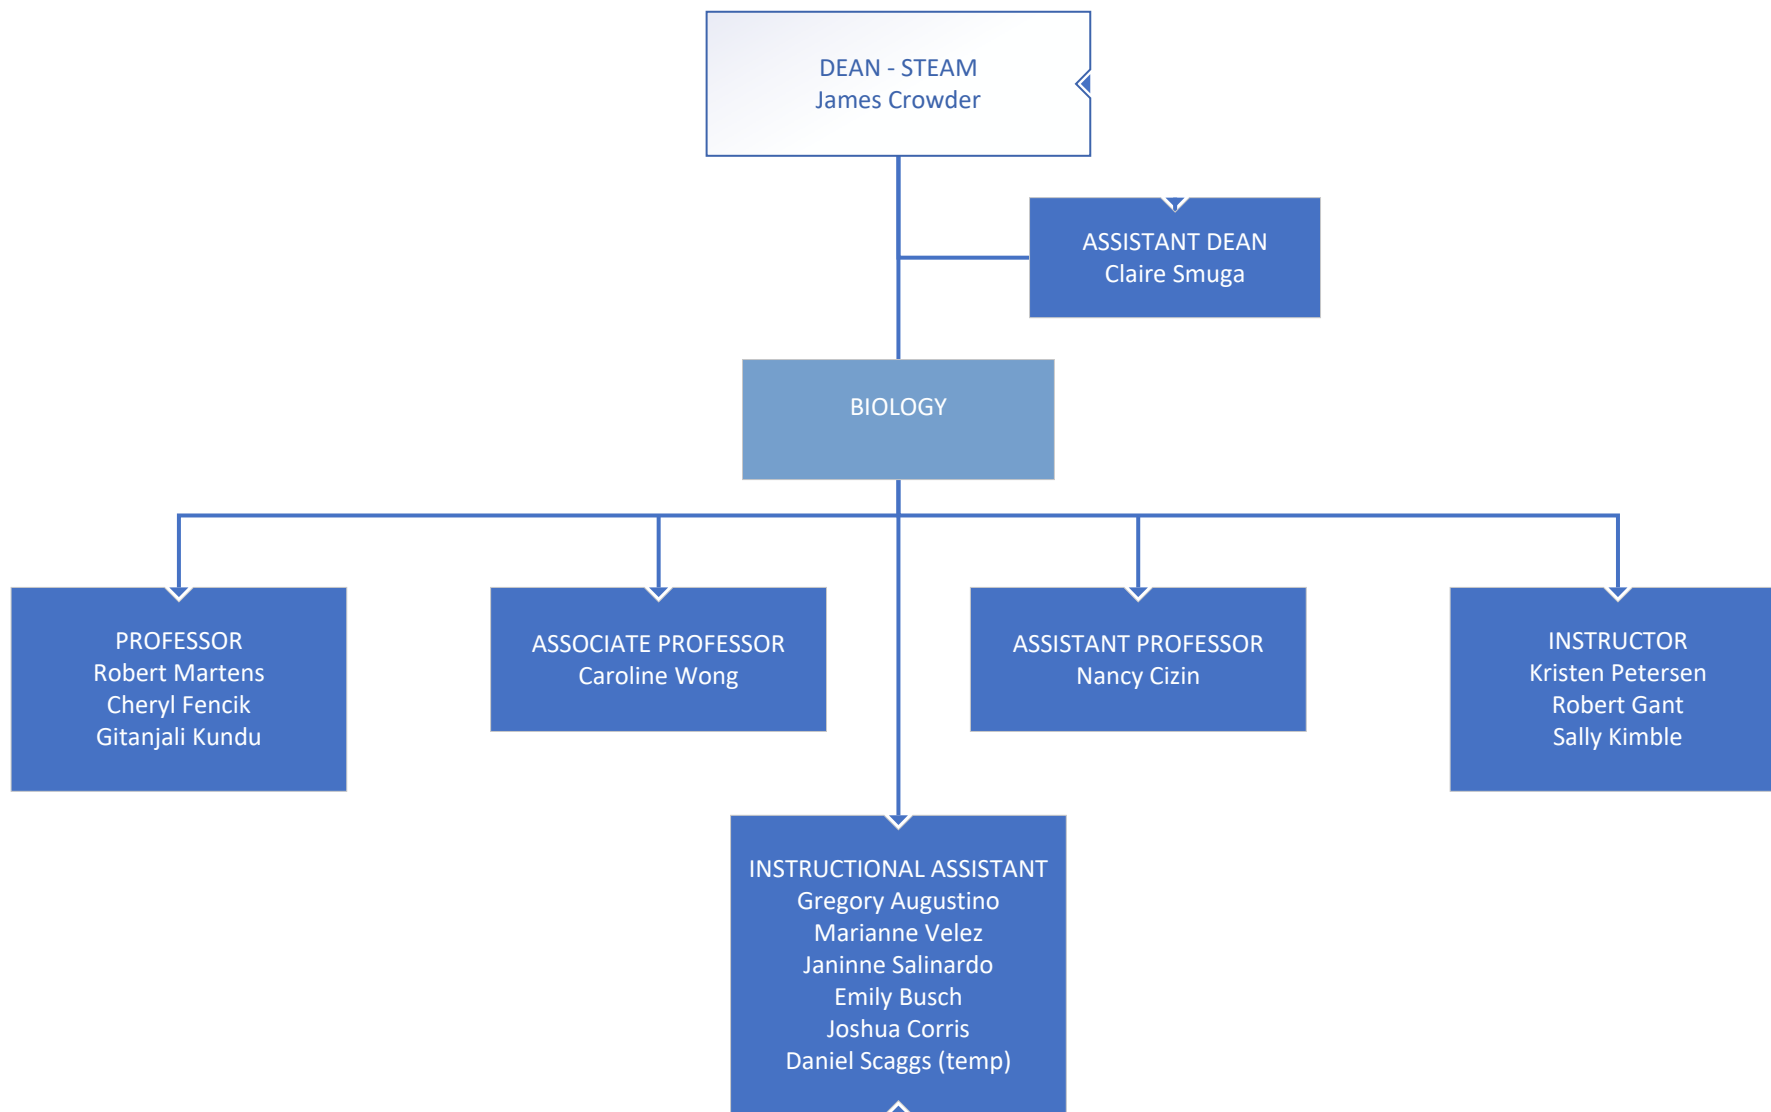 DEAN - STEAM
James Crowder
ASSISTANT DEAN
Claire Smuga
BIOLOGY
PROFESSOR
Robert Martens
Cheryl Fencik
Gitanjali Kundu
ASSOCIATE PROFESSOR
Caroline Wong
ASSISTANT PROFESSOR
Nancy Cizin
INSTRUCTOR
Kristen Petersen
Robert Gant
Sally Kimble
INSTRUCTIONAL ASSISTANT
Gregory Augustino
Marianne Velez
Janinne Salinardo
Emily Busch
Joshua Corris
Daniel Scaggs (temp)